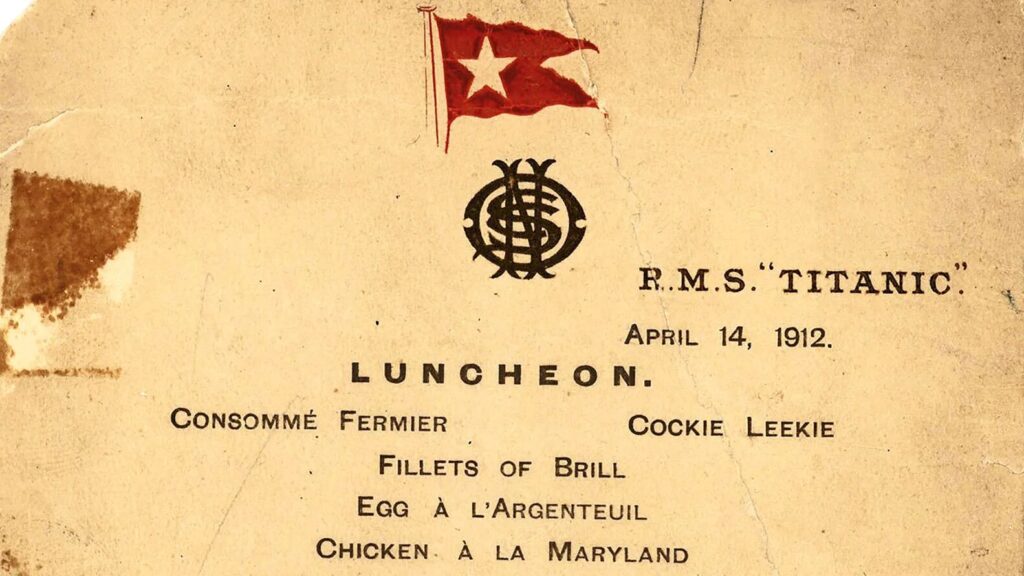 R.M.S. "TITANIC."
APRIL 14, 1912.
LUNCHEON.
CONSOMMÉ FERMIER COCKIE LEEKIE
FILLETS OF BRILL
EGG À L'ARGENTEUIL
CHICKEN À LA MARYLAND